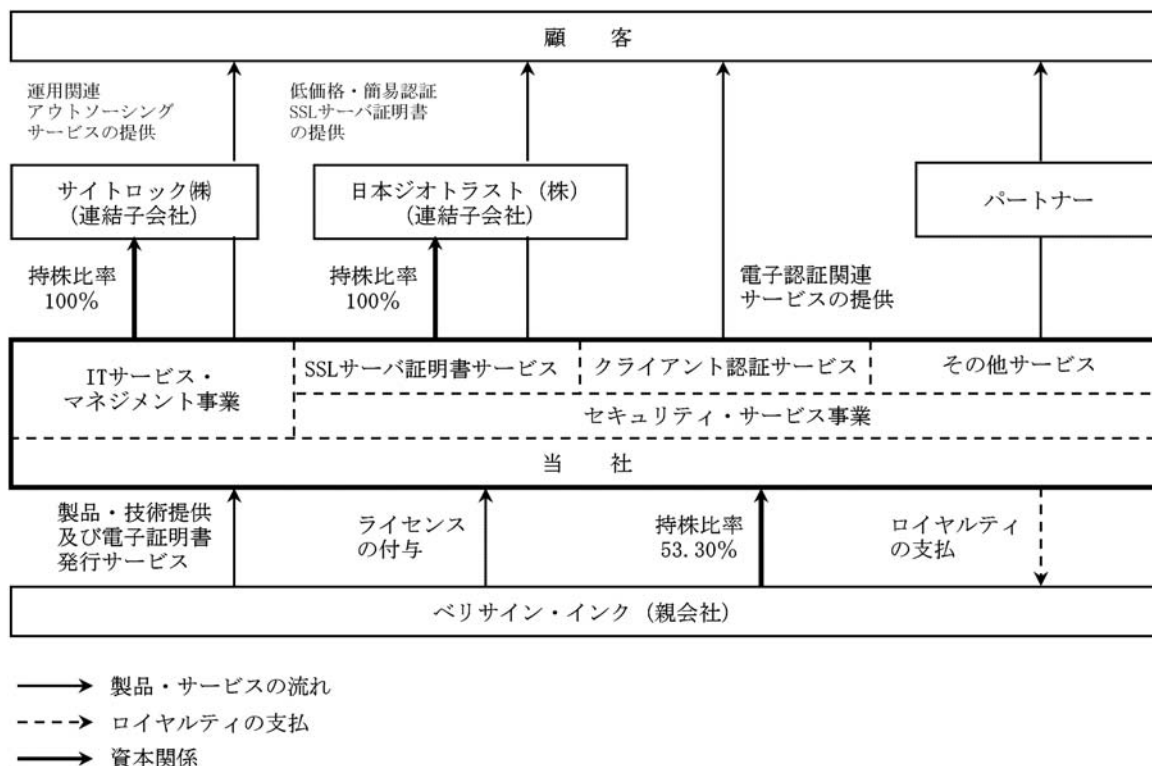 顧　　客
運用関連
アウトソーシング
サービスの提供
低価格・簡易認証
SSLサーバ証明書
の提供
サイトロック㈱
(連結子会社)
日本ジオトラスト（株）
(連結子会社)
パートナー
持株比率
100%
持株比率
100%
電子認証関連
サービスの提供
ITサービス・
マネジメント事業
SSLサーバ証明書サービス
クライアント認証サービス
その他サービス
セキュリティ・サービス事業
当　　社
製品・技術提供
及び電子証明書
発行サービス
ライセンス
の付与
持株比率
53.30%
ロイヤルティ
の支払
ベリサイン・インク（親会社）
製品・サービスの流れ
ロイヤルティの支払
資本関係